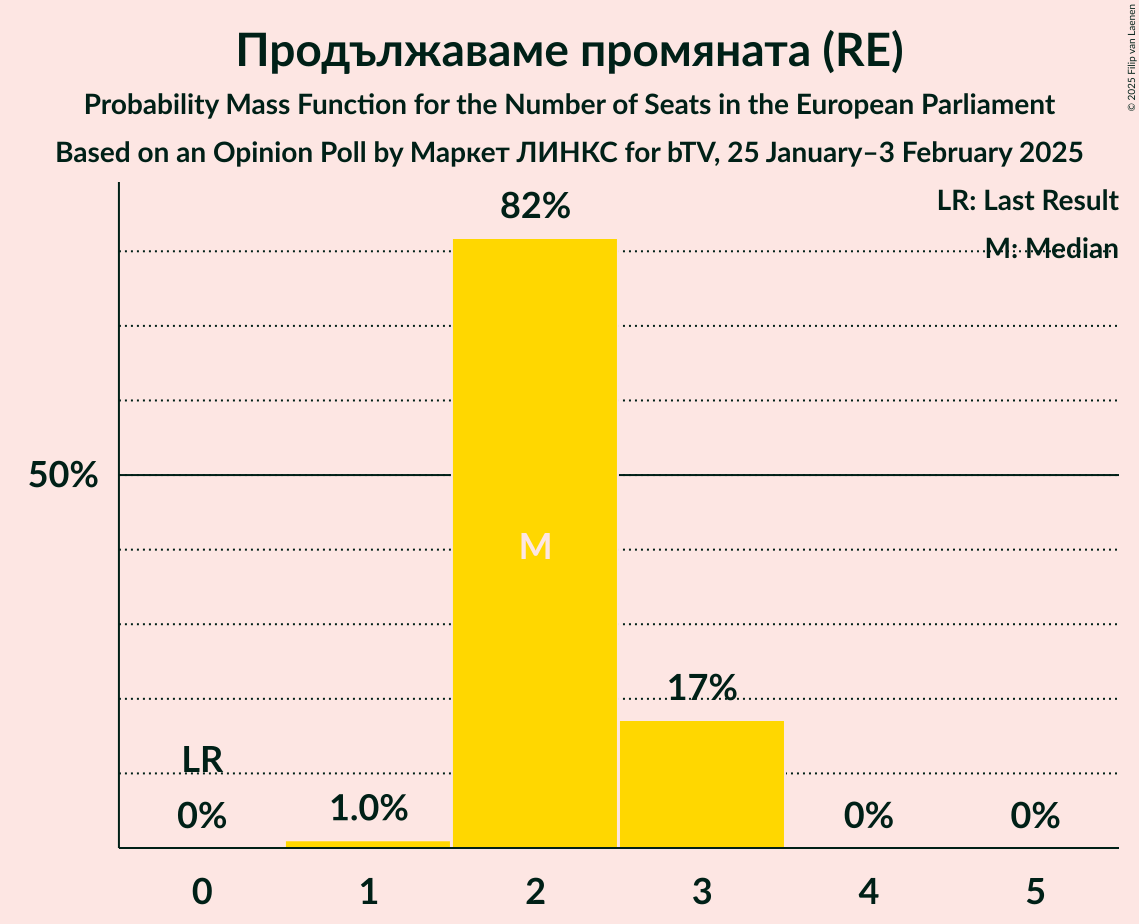 Продължаваме промяната (RE)
Probability Mass Function for the Number of Seats in the European Parliament
Based on an Opinion Poll by Маркет ЛИНКС for bTV, 25 January–3 February 2025
© 2025 Filip van Laenen
LR: Last Result
M: Median
82%
50%
M
17%
LR
0%
1.0%
0%
0%
0
1
2
3
4
5